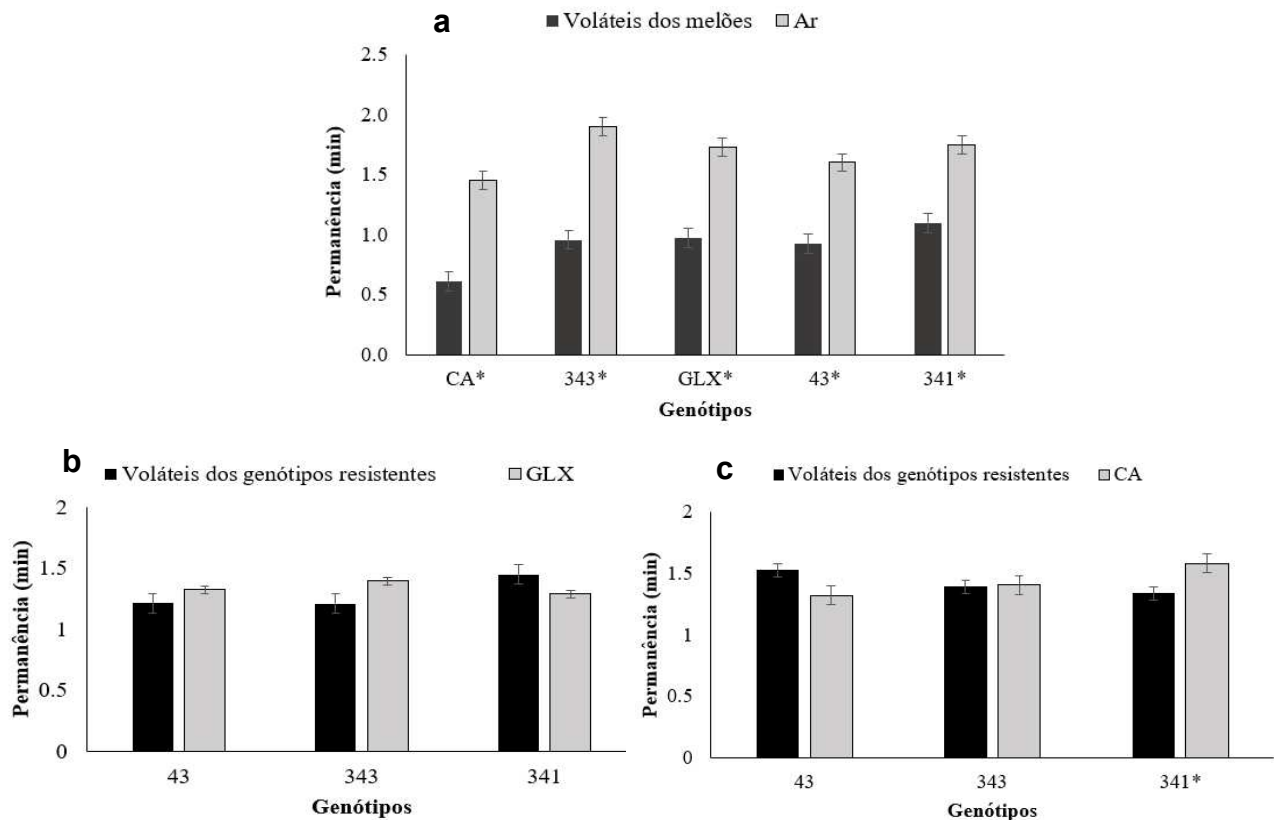 a
Voláteis dos melões Ar
Permanência (min)
2.5
2.0
1.5
1.0
0.5
0.0
CA* 343* GLX* 43* 341*
Genótipos
b
Voláteis dos genótipos resistentes GLX
Permanência (min)
2
1.5
1
0.5
0
43 343 341
Genótipos
c
Voláteis dos genótipos resistentes CA
Permanência (min)
2
1.5
1
0.5
0
43 343 341*
Genótipos